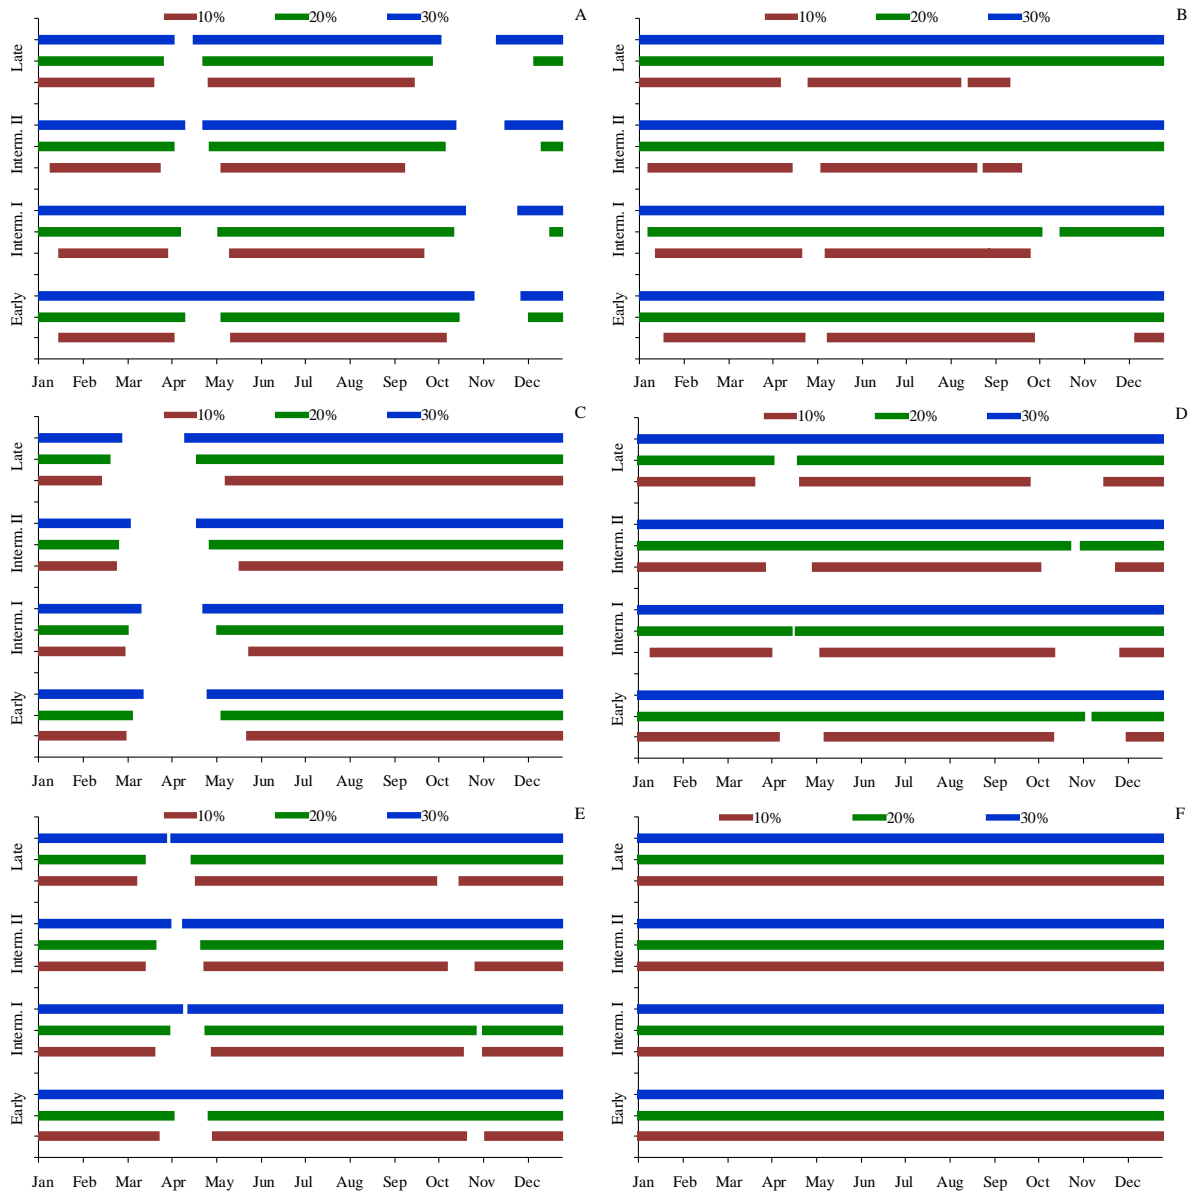 10% 20% 30% A
Late
Interm. II
Interm. I
Early
Jan Feb Mar Apr May Jun Jul Aug Sep Oct Nov Dec
10% 20% 30% B
Late
Interm. II
Interm. I
Early
Jan Feb Mar Apr May Jun Jul Aug Sep Oct Nov Dec
10% 20% 30% C
Late
Interm. II
Interm. I
Early
Jan Feb Mar Apr May Jun Jul Aug Sep Oct Nov Dec
10% 20% 30% D
Late
Interm. II
Interm. I
Early
Jan Feb Mar Apr May Jun Jul Aug Sep Oct Nov Dec
10% 20% 30% E
Late
Interm. II
Interm. I
Early
Jan Feb Mar Apr May Jun Jul Aug Sep Oct Nov Dec
10% 20% 30% F
Late
Interm. II
Interm. I
Early
Jan Feb Mar Apr May Jun Jul Aug Sep Oct Nov Dec